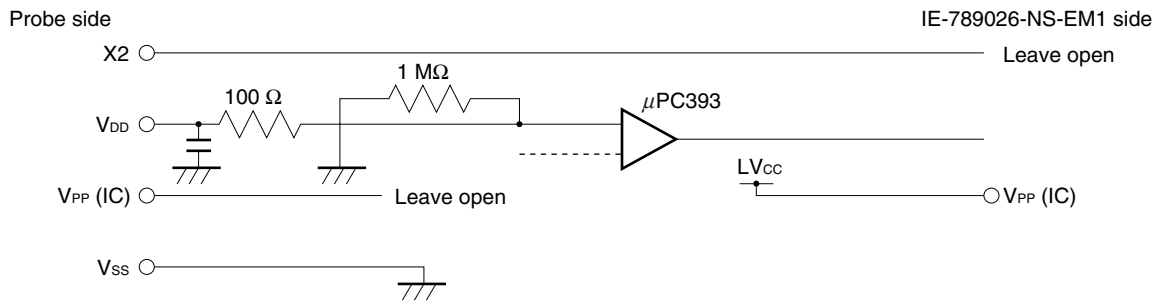 Probe side
IE-789026-NS-EM1 side
X2
Leave open
1 MΩ
100 Ω
μPC393
VDD
LVCC
VPP (IC)
Leave open
VPP (IC)
VSS